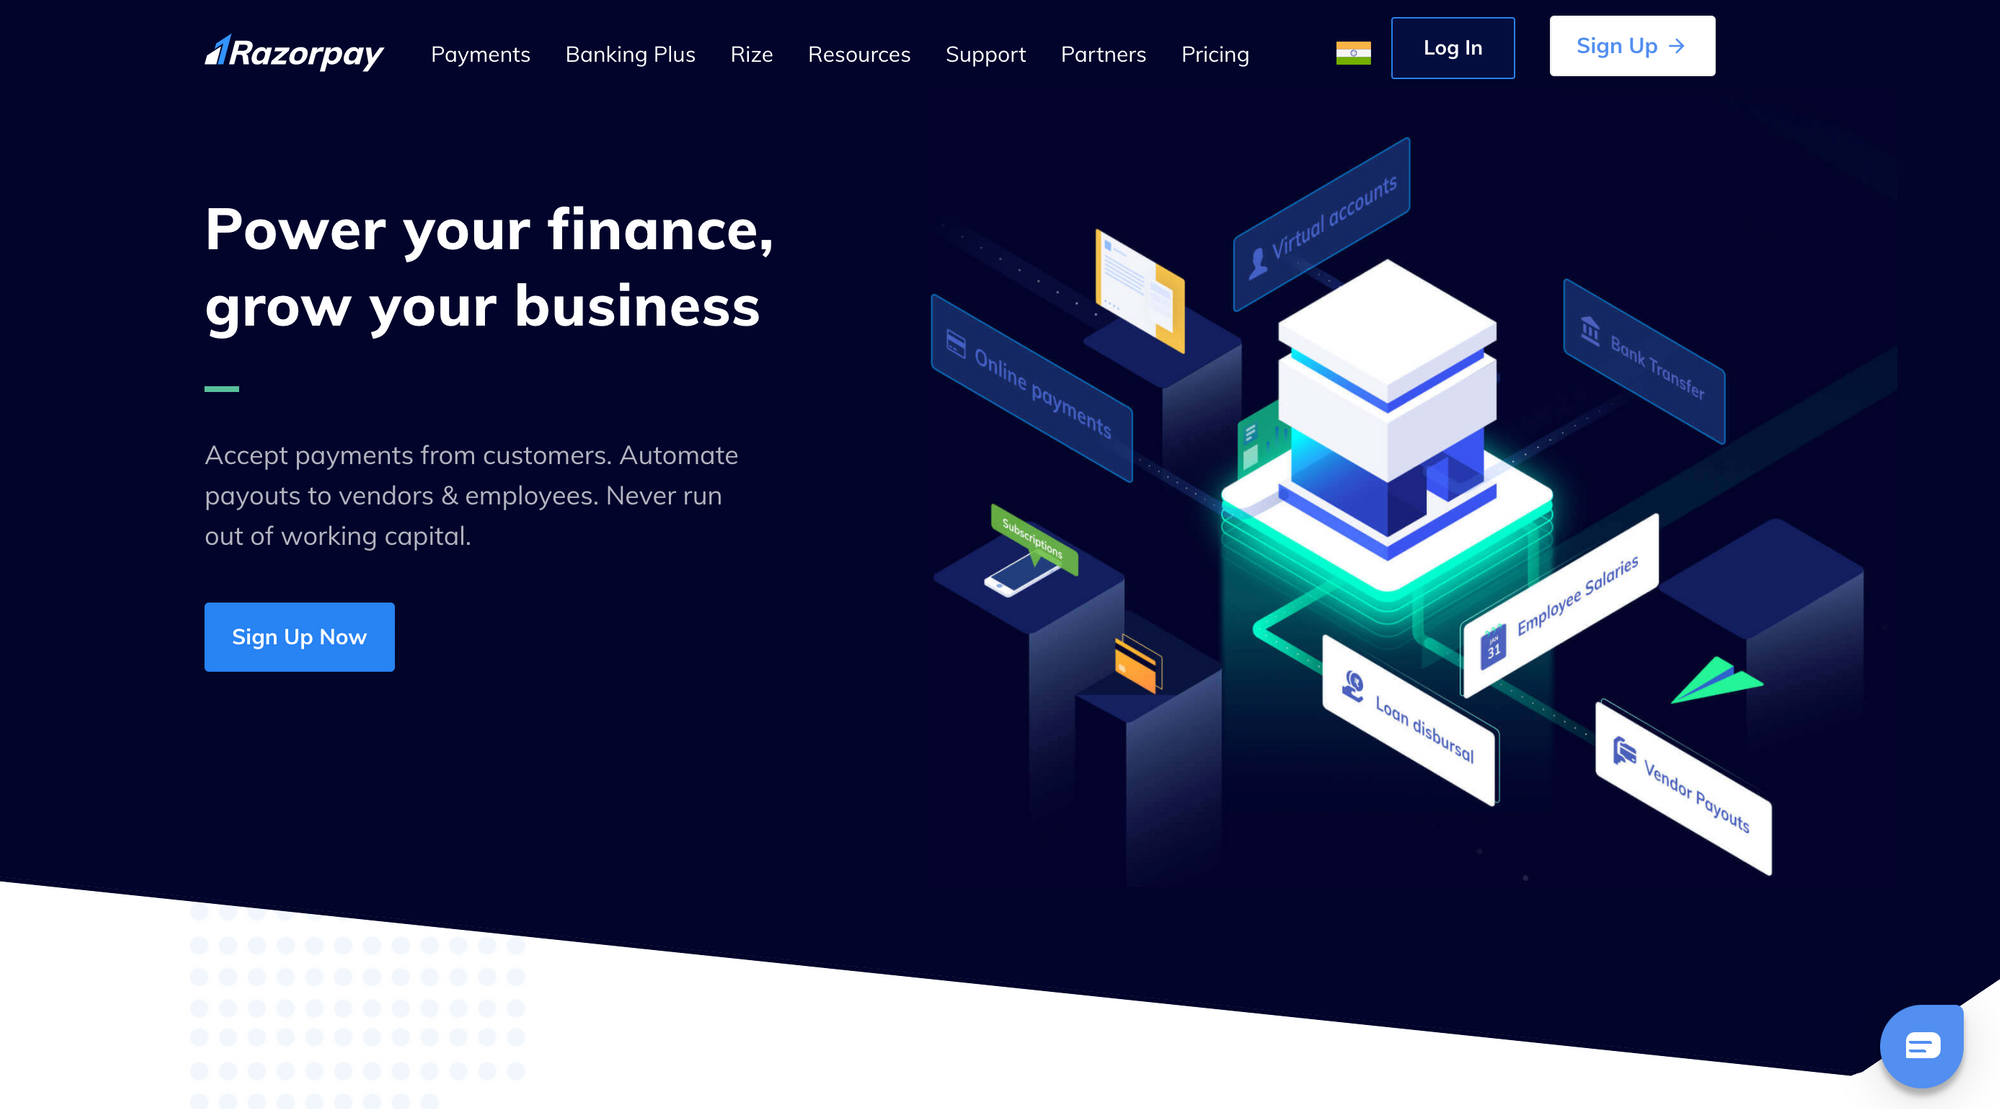 Razorpay
Payments
Banking Plus
Rize
Resources
Support
Partners
Pricing
Log In
Sign Up →
Power your finance,
grow your business
Accept payments from customers. Automate
payouts to vendors & employees. Never run
out of working capital.
Sign Up Now
Virtual accounts
Online payments
Bank Transfer
Subscriptions
Employee Salaries
JAN
31
Loan disbursal
Vendor Payouts